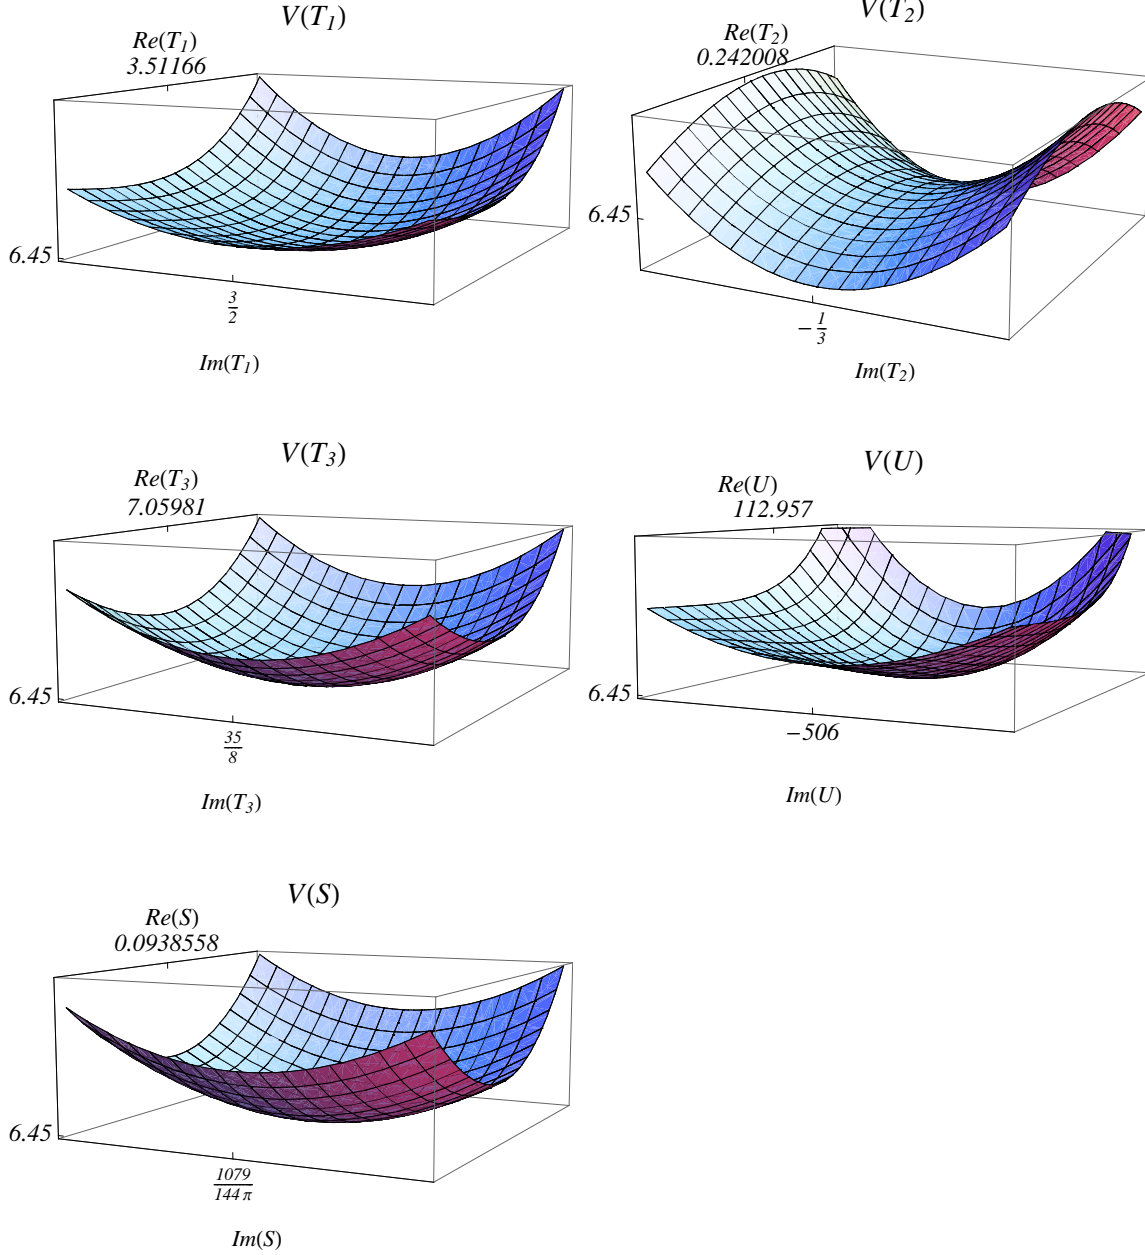 V(T₁)
Re(T₁)
3.51166
6.45
3/2
Im(T₁)
V(T₂)
Re(T₂)
0.242008
6.45
−1/3
Im(T₂)
V(T₃)
Re(T₃)
7.05981
6.45
35/8
Im(T₃)
V(U)
Re(U)
112.957
6.45
−506
Im(U)
V(S)
Re(S)
0.0938558
6.45
1079/144 π
Im(S)